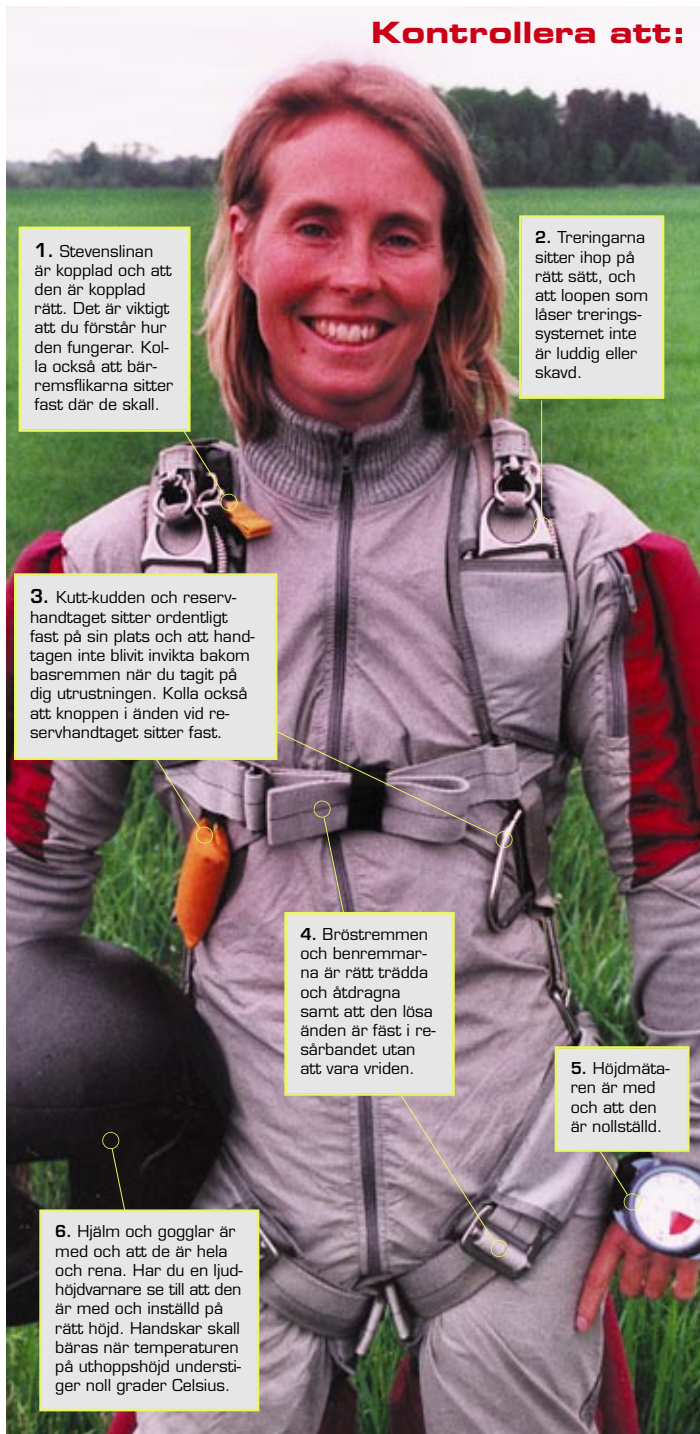 Kontrollera att:
1. Stevenslinan
är kopplad och att
den är kopplad
rätt. Det är viktigt
att du förstår hur
den fungerar. Kol-
la också att bär-
remsflikarna sitter
fast där de skall.
2. Treringarna
sitter ihop på
rätt sätt, och
att loopen som
låser trerings-
systemet inte
är luddig eller
skavd.
3. Kutt-kudden och reserv-
handtaget sitter ordentligt
fast på sin plats och att hand-
tagen inte blivit invikta bakom
basremmen när du tagit på
dig utrustningen. Kolla också
att knoppen i änden vid re-
servhandtaget sitter fast.
4. Bröstremmen
och benremmar-
na är rätt trädda
och åtdragna
samt att den lösa
änden är fäst i re-
sårbandet utan
att vara vriden.
5. Höjdmäta-
ren är med
och att den
är nollställd.
6. Hjälm och gogglar är
med och att de är hela
och rena. Har du en ljud-
höjdvarnare se till att den
är med och inställd på
rätt höjd. Handskar skall
bäras när temperaturen
på uthoppshöjd understi-
ger noll grader Celsius.